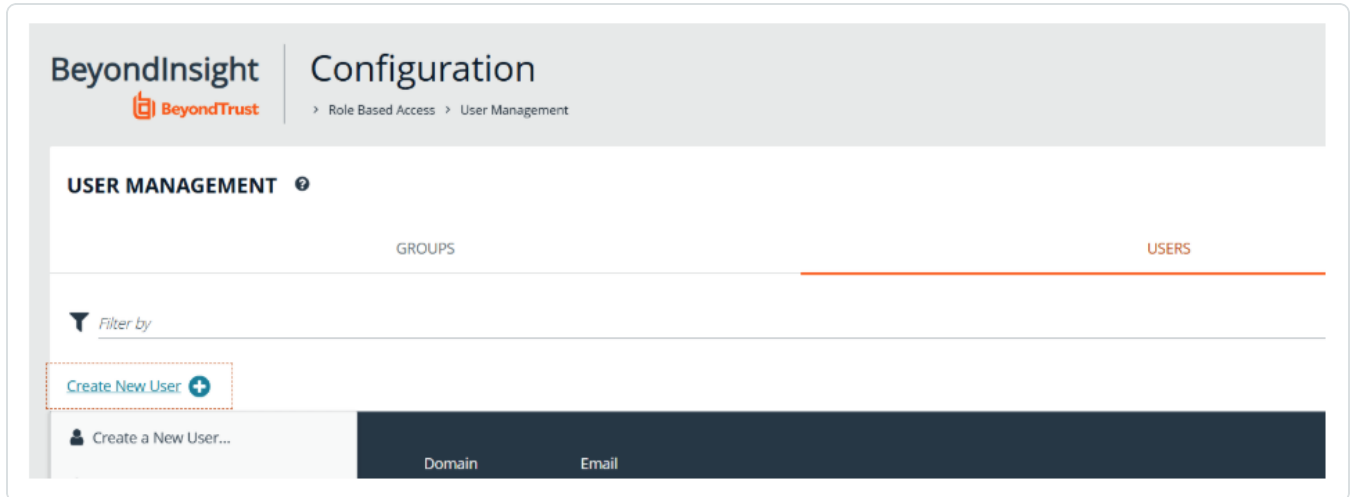 BeyondInsight
BeyondTrust
Configuration
> Role Based Access > User Management
USER MANAGEMENT
GROUPS
USERS
Filter by
Create New User
Create a New User...
Domain
Email